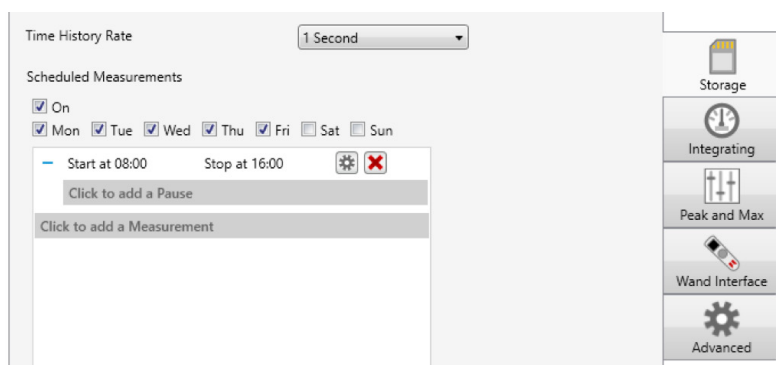 Time History Rate 1 Second
Scheduled Measurements
On
Mon Tue Wed Thu Fri Sat Sun
Start at 08:00 Stop at 16:00
Click to add a Pause
Click to add a Measurement
Storage
Integrating
Peak and Max
Wand Interface
Advanced